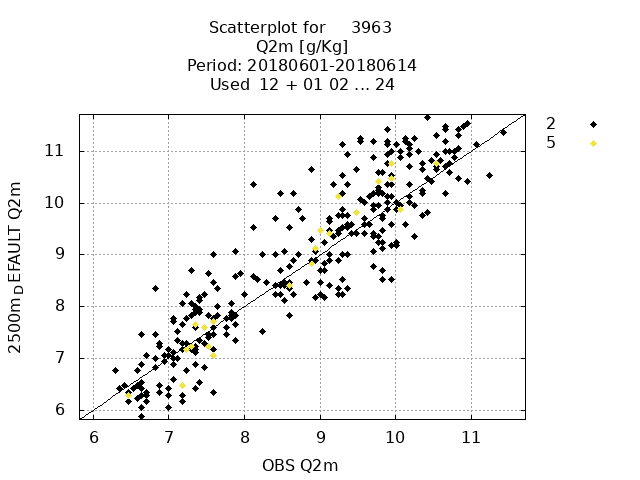 Scatterplot for 3963
Q2m [g/Kg]
Period: 20180601-20180614
Used 12 + 01 02 ... 24
2
5
11
10
9
8
7
6
2500m_DEFAULT Q2m
6 7 8 9 10 11
OBS Q2m